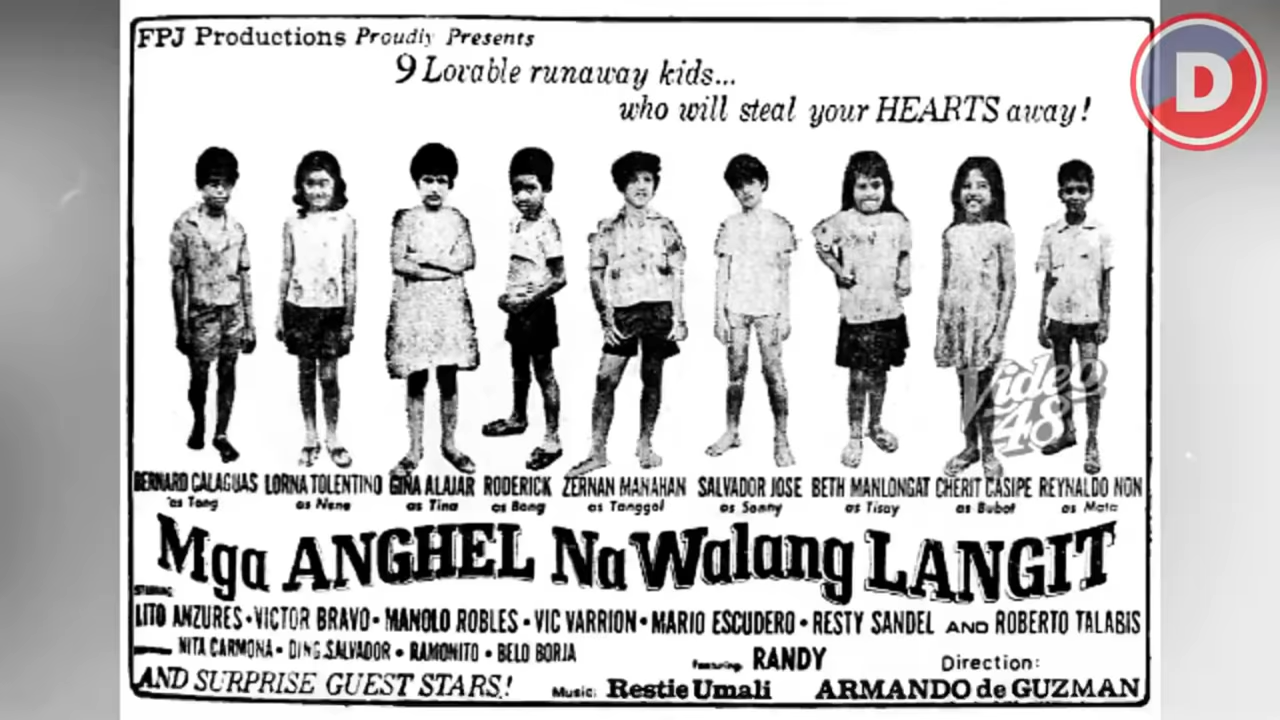 FPJ Productions Proudly Presents
9 Lovable runaway kids...
who will steal your HEARTS away!
D
Video 48
BERNARD CALAGUAS LORNA TOLENTINO GINA ALAJAR RODERICK ZERNAN MANAHAN SALVADOR JOSE BETH MANLONGAT CHERIT CASIPE REYNALDO NON
as Tong as Nene as Tina as Bong as Tanggol as Sonny as Tisay as Bubot as Mata
Mga ANGHEL Na Walang LANGIT
LITO ANZURES • VICTOR BRAVO • MANOLO ROBLES • VIC VARRION • MARIO ESCUDERO • RESTY SANDEL AND ROBERTO TALABIS
NITA CARMONA • DING SALVADOR • RAMONITO • BELO BORJA
featuring RANDY
Direction:
AND SURPRISE GUEST STARS! Music: Restie Umali ARMANDO de GUZMAN